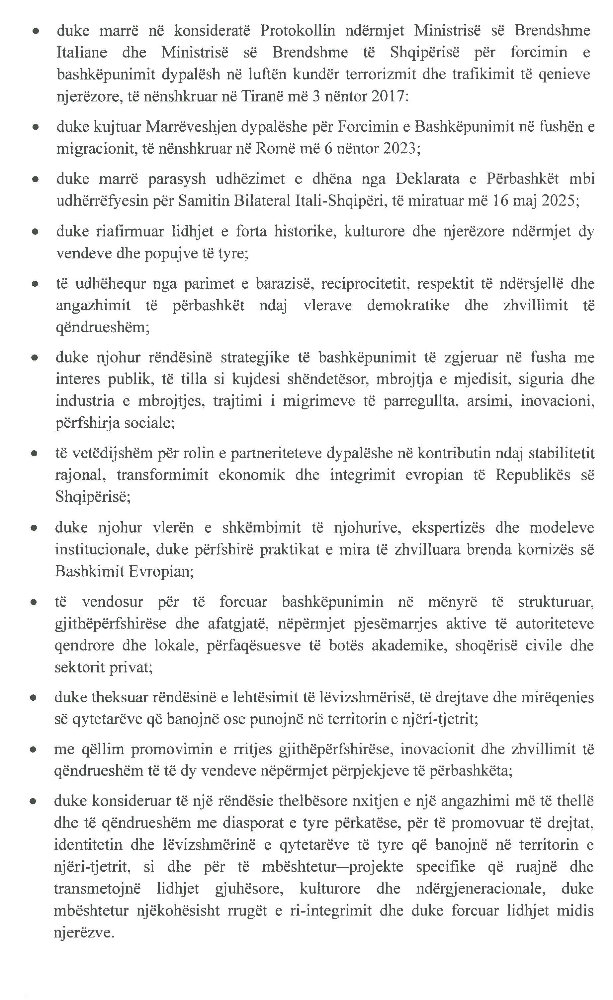 • duke marrë në konsideratë Protokollin ndërmjet Ministrisë së Brendshme
Italiane dhe Ministrisë së Brendshme të Shqipërisë për forcimin e
bashkëpunimit dypalësh në luftën kundër terrorizmit dhe trafikimit të qenieve
njerëzore, të nënshkruar në Tiranë më 3 nëntor 2017:
• duke kujtuar Marrëveshjen dypalëshe për Forcimin e Bashkëpunimit në fushën e
migracionit, të nënshkruar në Romë më 6 nëntor 2023;
• duke marrë parasysh udhëzimet e dhëna nga Deklarata e Përbashkët mbi
udhërrëfyesin për Samitin Bilateral Itali-Shqipëri, të miratuar më 16 maj 2025;
• duke riafirmuar lidhjet e forta historike, kulturore dhe njerëzore ndërmjet dy
vendeve dhe popujve të tyre;
• të udhëhequr nga parimet e barazisë, reciprocitetit, respektit të ndërsjellë dhe
angazhimit të përbashkët ndaj vlerave demokratike dhe zhvillimit të
qëndrueshëm;
• duke njohur rëndësinë strategjike të bashkëpunimit të zgjeruar në fusha me
interes publik, të tilla si kujdesi shëndetësor, mbrojtja e mjedisit, siguria dhe
industria e mbrojtjes, trajtimi i migrimeve të parregullta, arsimi, inovacioni,
përfshirja sociale;
• të vetëdijshëm për rolin e partneriteteve dypalëshe në kontributin ndaj stabilitetit
rajonal, transformimit ekonomik dhe integrimit evropian të Republikës së
Shqipërisë;
• duke njohur vlerën e shkëmbimit të njohurive, ekspertizës dhe modeleve
institucionale, duke përfshirë praktikat e mira të zhvilluara brenda kornizës së
Bashkimit Evropian;
• të vendosur për të forcuar bashkëpunimin në mënyrë të strukturuar,
gjithëpërfshirëse dhe afatgjatë, nëpërmjet pjesëmarrjes aktive të autoriteteve
qendrore dhe lokale, përfaqësuesve të botës akademike, shoqërisë civile dhe
sektorit privat;
• duke theksuar rëndësinë e lehtësimit të lëvizshmërisë, të drejtave dhe mirëqenies
së qytetarëve që banojnë ose punojnë në territorin e njëri-tjetrit;
• me qëllim promovimin e rritjes gjithëpërfshirëse, inovacionit dhe zhvillimit të
qëndrueshëm të të dy vendeve nëpërmjet përpjekjeve të përbashkëta;
• duke konsideruar të një rëndësie thelbësore nxitjen e një angazhimi më të thellë
dhe të qëndrueshëm me diasporat e tyre përkatëse, për të promovuar të drejtat,
identitetin dhe lëvizshmërinë e qytetarëve të tyre që banojnë në territorin e
njëri-tjetrit, si dhe për të mbështetur—projekte specifike që ruajnë dhe
transmetojnë lidhjet gjuhësore, kulturore dhe ndërgjeneracionale, duke
mbështetur njëkohësisht rrugët e ri-integrimit dhe duke forcuar lidhjet midis
njerëzve.